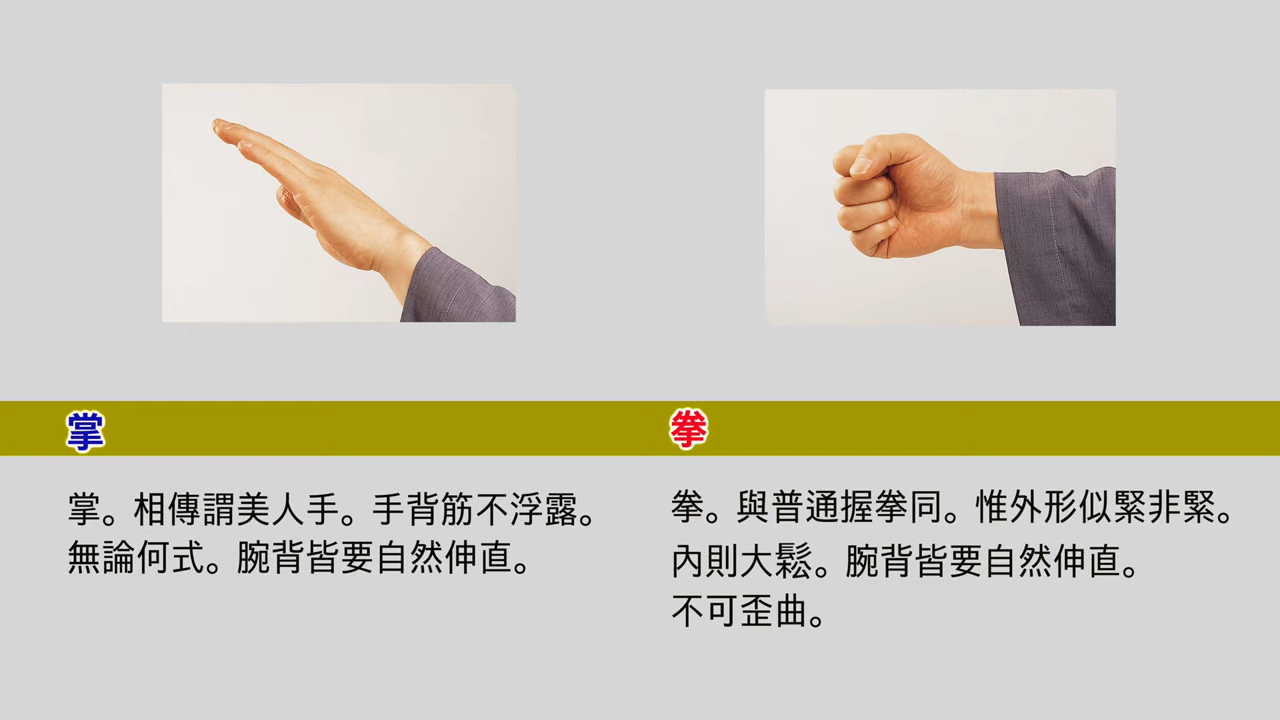 掌
掌。相傳謂美人手。手背筋不浮露。
無論何式。腕背皆要自然伸直。
拳
拳。與普通握拳同。惟外形似緊非緊。
內則大鬆。腕背皆要自然伸直。
不可歪曲。